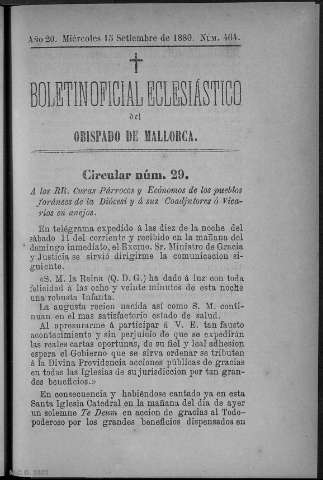 Año 20. Miércoles 15 Setiembre de 1880. Núm. 464.
BOLETIN OFICIAL ECLESIÁSTICO
del
OBISPADO DE MALLORCA.
Circular núm. 29.
A los RR. Curas Párrocos y Ecónomos de los pueblos
foráneos de la Diócesi y á sus Coadjutores ó Vica-
rios en anejos.
En telégrama expedido á las diez de la noche del
sábado 11 del corriente y recibido en la mañana del
domingo inmediato, el Excmo. Sr. Ministro de Gracia
y Justicia se sirvió dirigirme la comunicacion si-
guiente.
«S. M. la Reina (Q. D. G.) ha dado á luz con toda
felicidad á las ocho y veinte minutos de esta noche
una robusta Infanta.
La augusta recien nacida así como S. M. conti-
nuan en el mas satisfactorio estado de salud.
Al apresurarme á participar á V. E. tan fausto
acontecimiento y sin perjuicio de que se expedirán
las reales cartas oportunas, de su fiel y leal adhesion
espera el Gobierno que se sirva ordenar se tributen
á la Divina Providencia acciones públicas de gracias
en todas las Iglesias de su jurisdiccion por tan gran-
des beneficios.»
En consecuencia y habiéndose cantado ya en esta
Santa Iglesia Catedral en la mañana del dia de ayer
un solemne Te Deum en accion de gracias al Todo-
poderoso por los grandes beneficios dispensados en